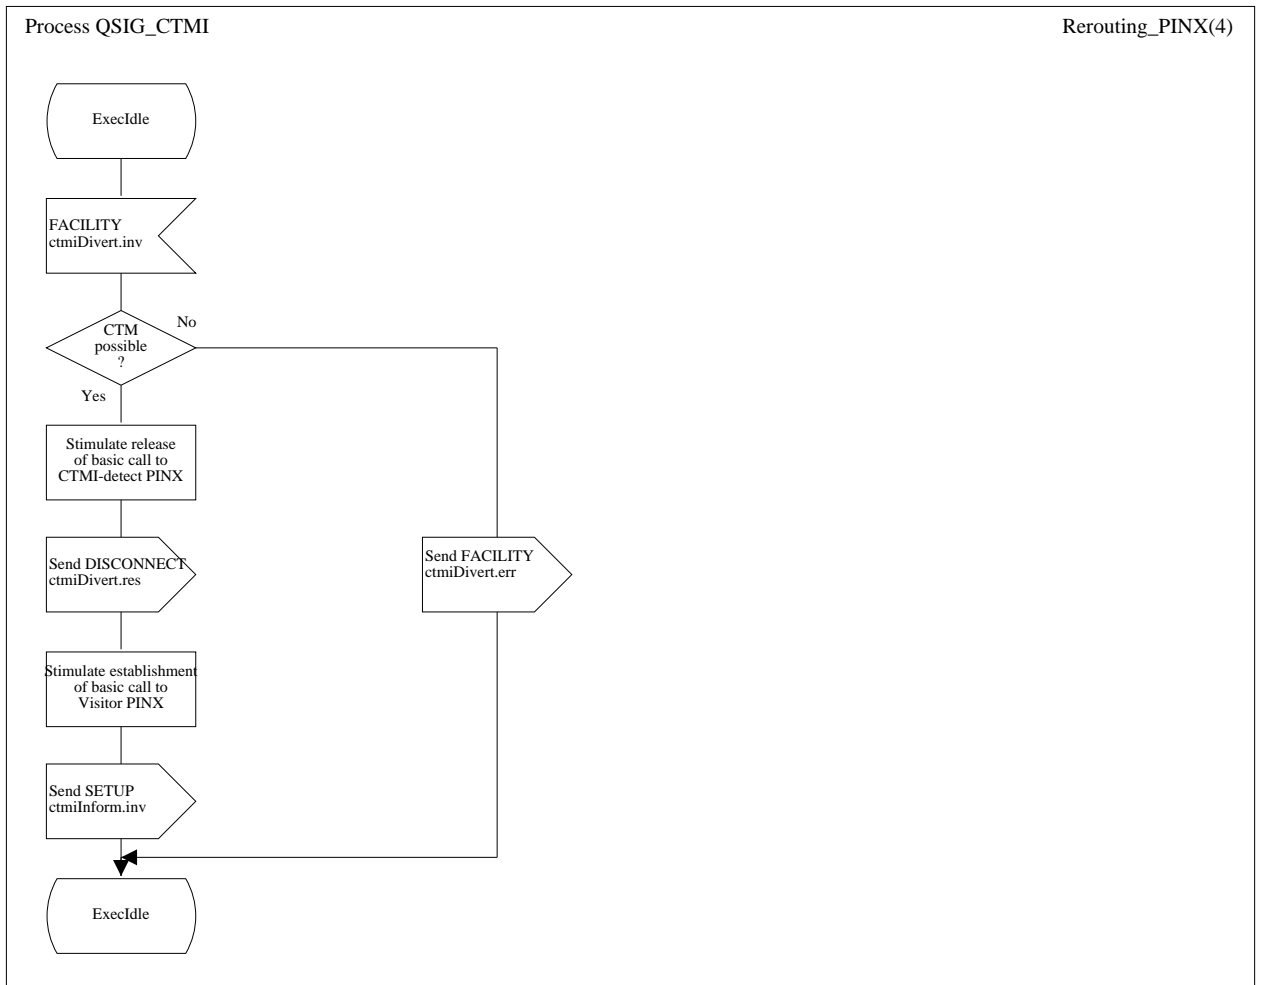 Process QSIG_CTMI
Rerouting_PINX(4)
ExecIdle
FACILITY
ctmiDivert.inv
CTM
possible
?
No
Yes
Stimulate release
of basic call to
CTMI-detect PINX
Send DISCONNECT
ctmiDivert.res
Send FACILITY
ctmiDivert.err
Stimulate establishment
of basic call to
Visitor PINX
Send SETUP
ctmiInform.inv
ExecIdle